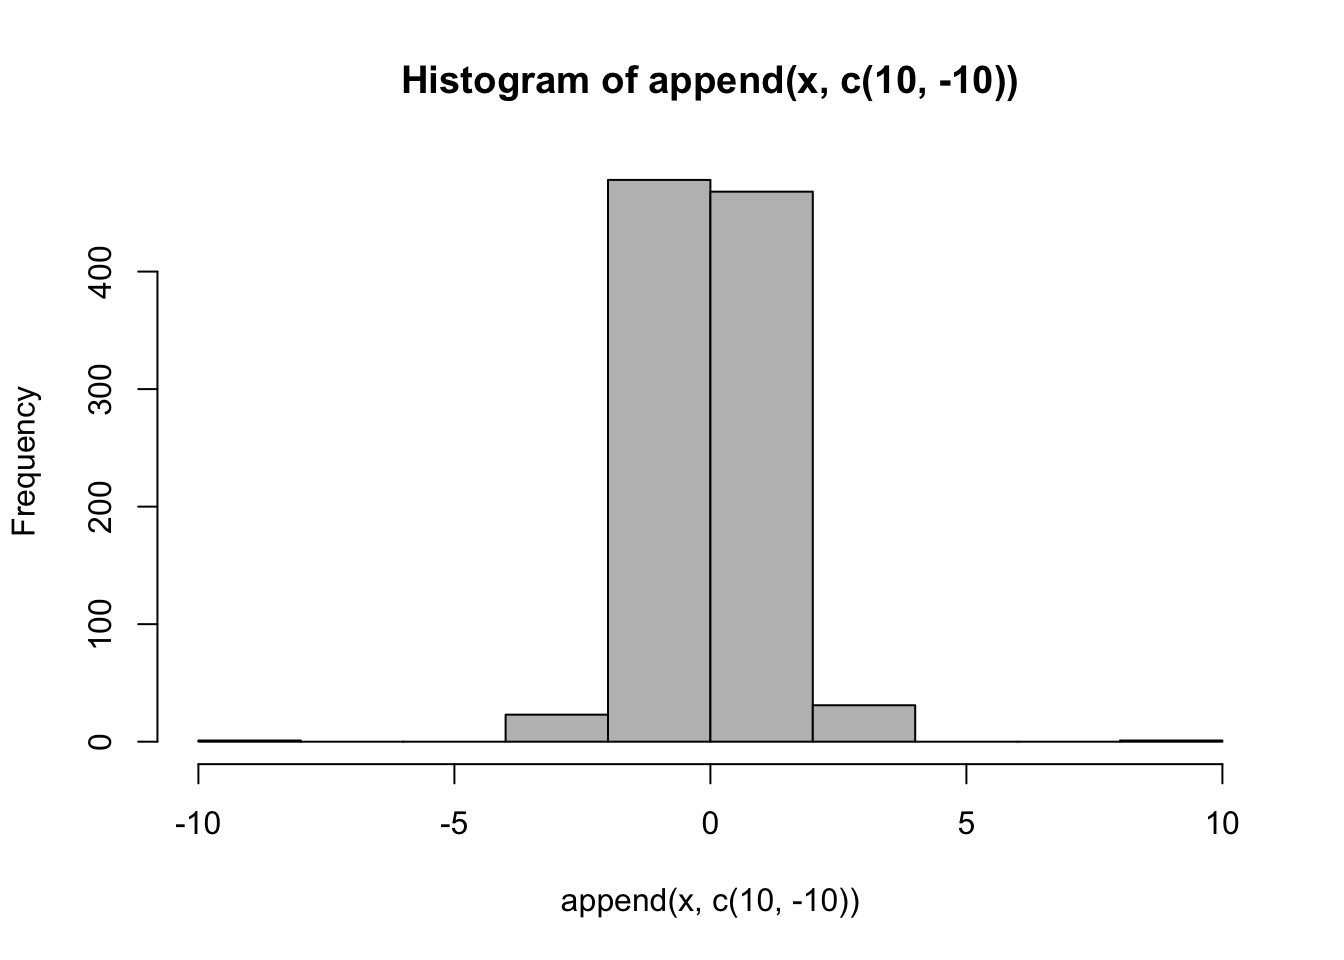 Histogram of append(x, c(10, -10))
Frequency
400
300
200
100
0
-10 -5 0 5 10
append(x, c(10, -10))